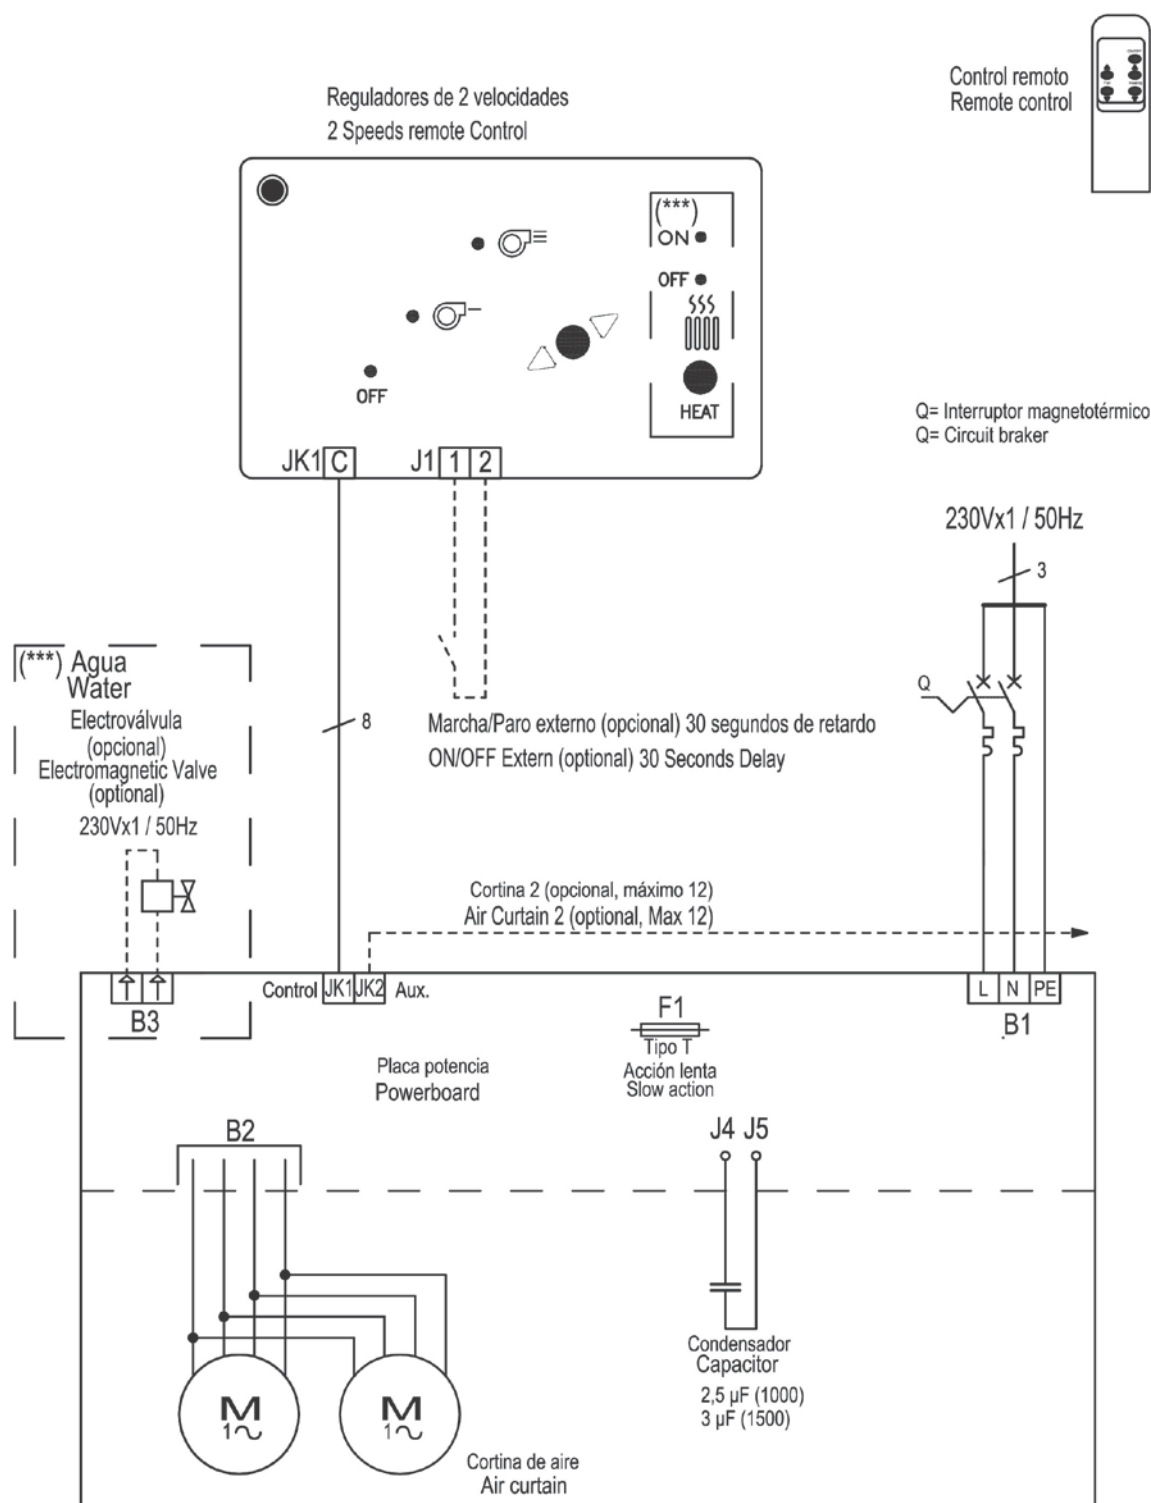 Control remoto
Remote control
Reguladores de 2 velocidades
2 Speeds remote Control
(***)
ON
OFF
HEAT
OFF
JK1 C
J1 1 2
Q= Interruptor magnetotérmico
Q= Circuit braker
230Vx1 / 50Hz
3
Q
8
Marcha/Paro externo (opcional) 30 segundos de retardo
ON/OFF Extern (optional) 30 Seconds Delay
(***) Agua
Water
Electroválvula
(opcional)
Electromagnetic Valve
(optional)
230Vx1 / 50Hz
Cortina 2 (opcional, máximo 12)
Air Curtain 2 (optional, Max 12)
B3
Control JK1 JK2 Aux.
L N PE
B1
F1
Tipo T
Acción lenta
Slow action
Placa potencia
Powerboard
B2
J4 J5
Condensador
Capacitor
2,5 µF (1000)
3 µF (1500)
M
1
M
1
Cortina de aire
Air curtain